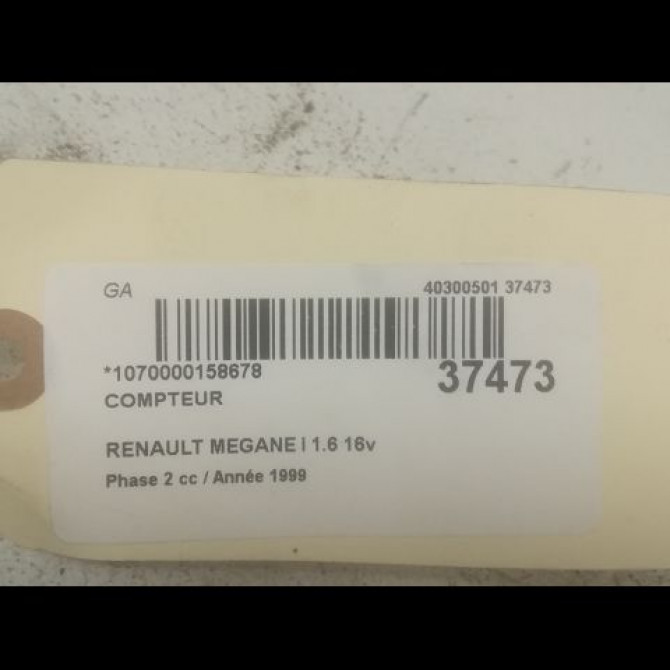 GA 40300501 37473
*1070000158678 37473
COMPTEUR
RENAULT MEGANE I 1.6 16v
Phase 2 cc / Année 1999